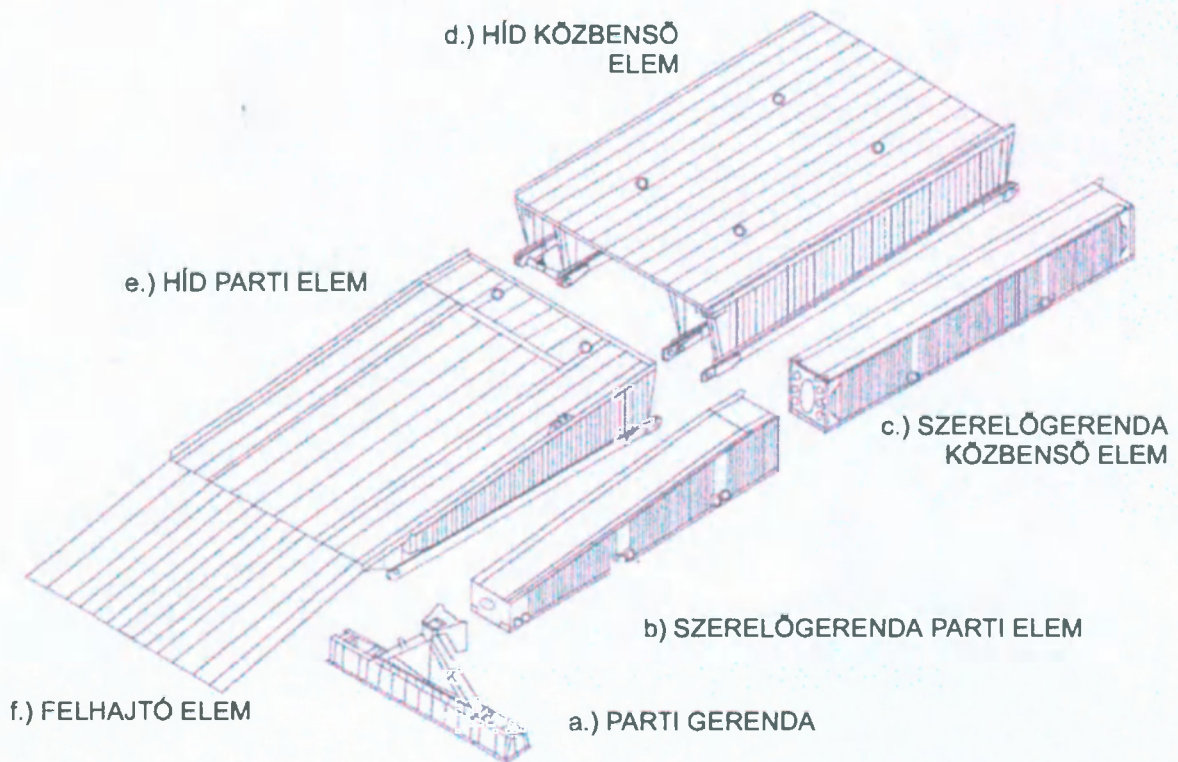 d.) HÍD KÖZBENSŐ
ELEM
e.) HÍD PARTI ELEM
c.) SZERELŐGERENDA
KÖZBENSŐ ELEM
b) SZERELŐGERENDA PARTI ELEM
f.) FELHAJTÓ ELEM
a.) PARTI GERENDA